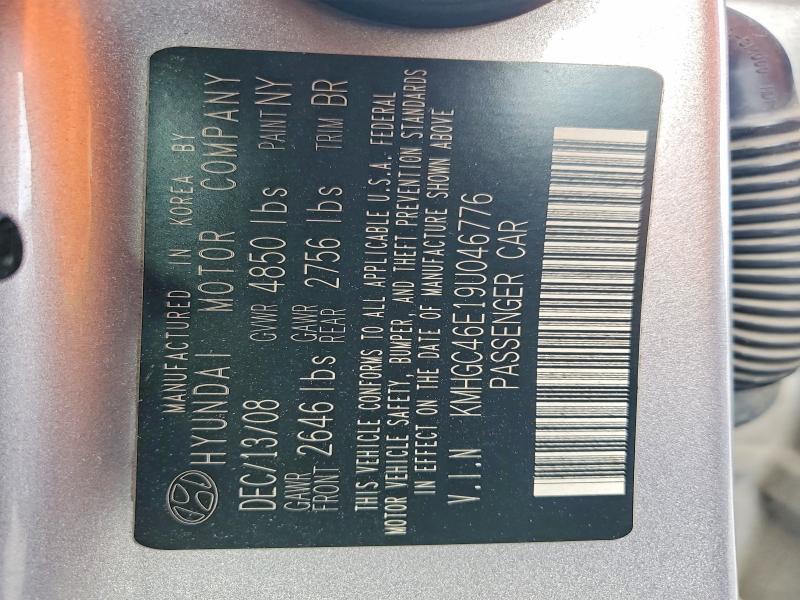 MANUFACTURED IN KOREA BY
HYUNDAI MOTOR COMPANY
DEC/13/08 GVWR 4850 lbs PAINT NY
GAWR FRONT 2646 lbs GAWR REAR 2756 lbs TRIM BR
THIS VEHICLE CONFORMS TO ALL APPLICABLE U.S.A. FEDERAL
MOTOR VEHICLE SAFETY, BUMPER, AND THEFT PREVENTION STANDARDS
IN EFFECT ON THE DATE OF MANUFACTURE SHOWN ABOVE
V.I.N KMHGC46E19U046776
PASSENGER CAR